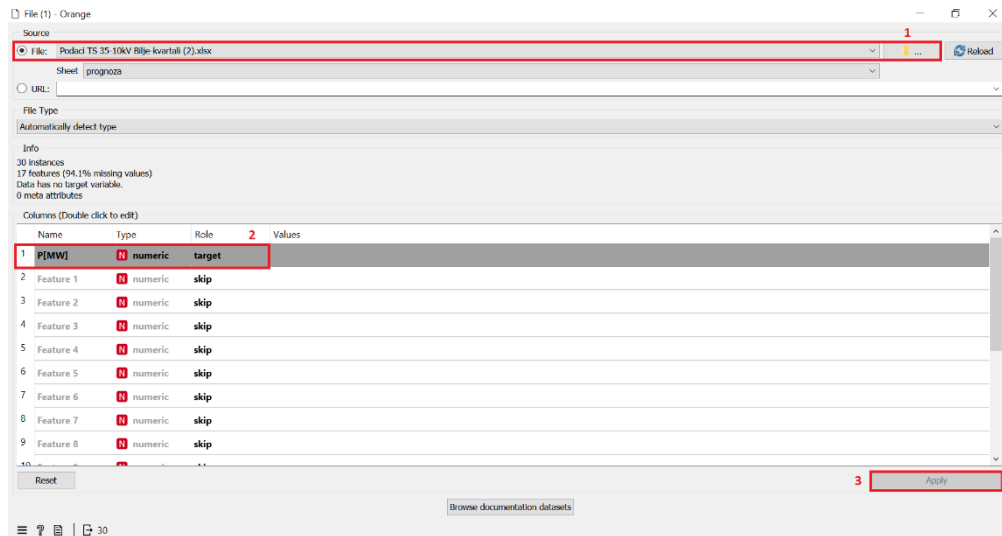 File (1) - Orange
Source
1
File: Podaci TS 35-10kV Bilje-kvartali (2).xlsx ... Reload
Sheet prognoza
URL:
File Type
Automatically detect type
Info
30 instances
17 features (94.1% missing values)
Data has no target variable.
0 meta attributes
Columns (Double click to edit)
Name Type Role 2 Values
1 P[MW] N numeric target
2 Feature 1 N numeric skip
3 Feature 2 N numeric skip
4 Feature 3 N numeric skip
5 Feature 4 N numeric skip
6 Feature 5 N numeric skip
7 Feature 6 N numeric skip
8 Feature 7 N numeric skip
9 Feature 8 N numeric skip
Reset 3 Apply
Browse documentation datasets
? 30